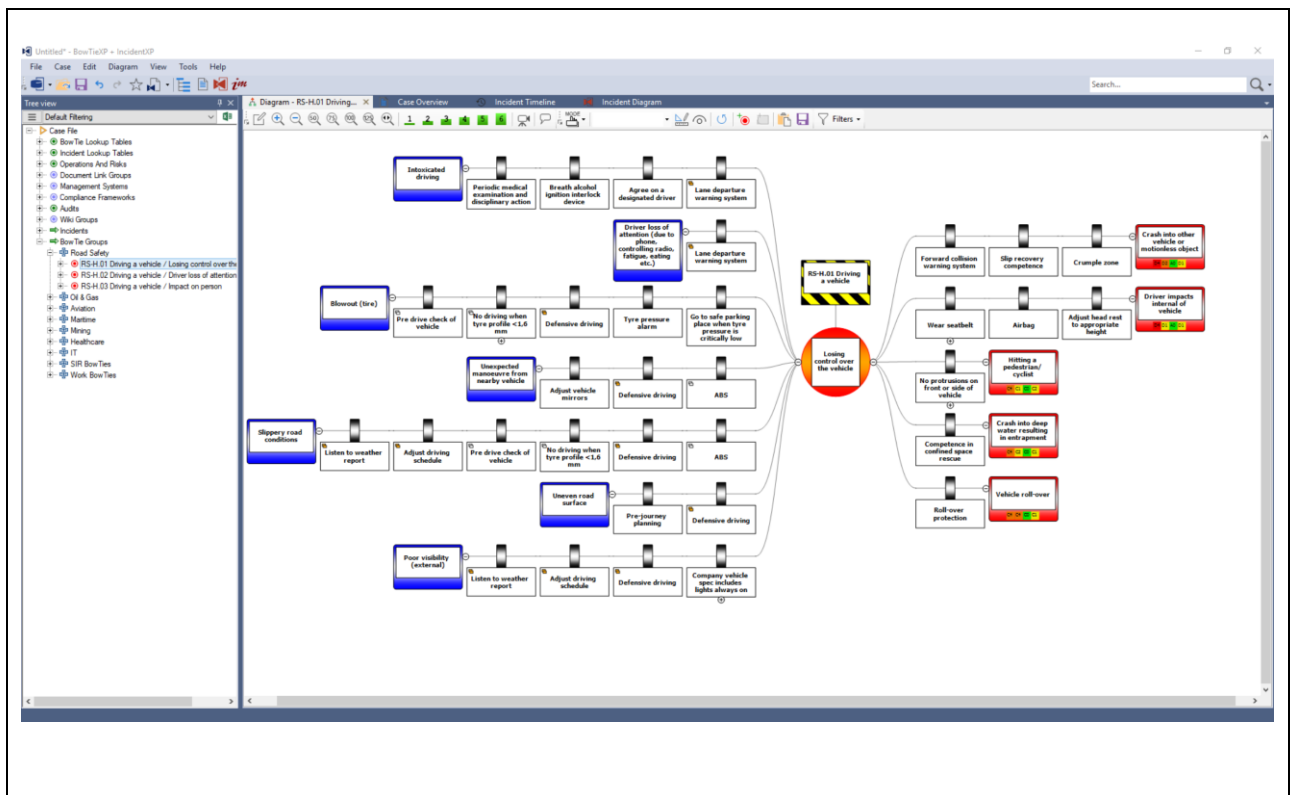 Untitled* - BowTieXP + IncidentXP
File Case Edit Diagram View Tools Help
im
Search...
Tree view
Diagram - RS-H.01 Driving...
Case Overview
Incident Timeline
Incident Diagram
Default Filtering
50 75 100 125
1 2 3 4 5 6
MODE
Filters
Case File
BowTie Lookup Tables
Incident Lookup Tables
Operations And Risks
Document Link Groups
Management Systems
Compliance Frameworks
Audits
Wiki Groups
Incidents
BowTie Groups
Road Safety
RS-H.01 Driving a vehicle / Losing control over the
RS-H.02 Driving a vehicle / Driver loss of attention
RS-H.03 Driving a vehicle / Impact on person
Oil & Gas
Aviation
Maritime
Mining
Healthcare
IT
SIR BowTies
Work BowTies
Intoxicated
driving
Periodic medical
examination and
disciplinary action
Breath alcohol
ignition interlock
device
Agree on a
designated driver
Lane departure
warning system
Driver loss of
attention (due to
phone,
controlling radio,
fatigue, eating
etc.)
Lane departure
warning system
Blowout (tire)
Pre drive check of
vehicle
No driving when
tyre profile <1,6
mm
Defensive driving
Tyre pressure
alarm
Go to safe parking
place when tyre
pressure is
critically low
Unexpected
manoeuvre from
nearby vehicle
Adjust vehicle
mirrors
Defensive driving
ABS
Slippery road
conditions
Listen to weather
report
Adjust driving
schedule
Pre drive check of
vehicle
No driving when
tyre profile <1,6
mm
Defensive driving
ABS
Uneven road
surface
Pre-journey
planning
Defensive driving
Poor visibility
(external)
Listen to weather
report
Adjust driving
schedule
Defensive driving
Company vehicle
spec includes
lights always on
RS-H.01 Driving
a vehicle
Losing
control over
the vehicle
Forward collision
warning system
Slip recovery
competence
Crumple zone
Crash into other
vehicle or
motionless object
Wear seatbelt
Airbag
Adjust head rest
to appropriate
height
Driver impacts
internal of
vehicle
No protrusions on
front or side of
vehicle
Hitting a
pedestrian/
cyclist
Competence in
confined space
rescue
Crash into deep
water resulting
in entrapment
Roll-over
protection
Vehicle roll-over